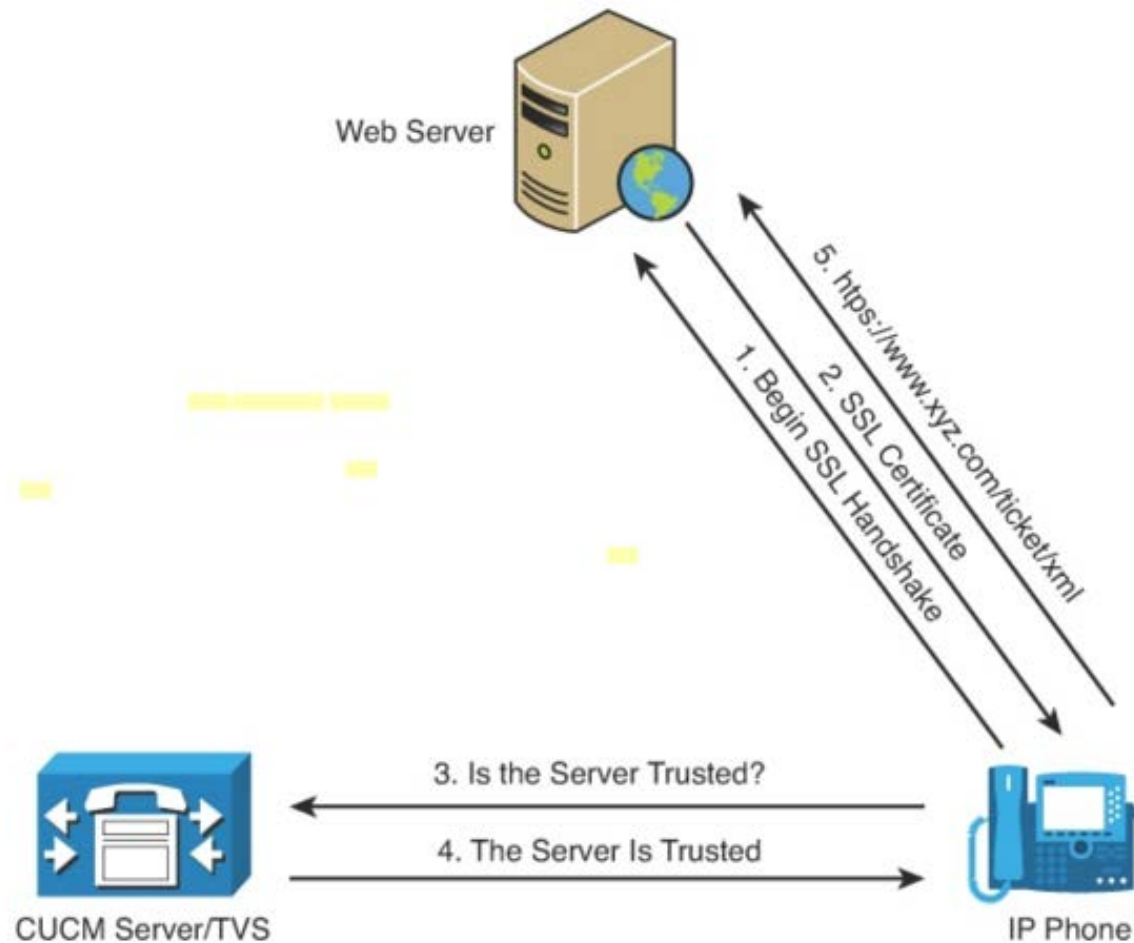 Web Server
1. Begin SSL Handshake
2. SSL Certificate
5. htps://www.xyz.com/ticket/xml
3. Is the Server Trusted?
4. The Server Is Trusted
CUCM Server/TVS
IP Phone